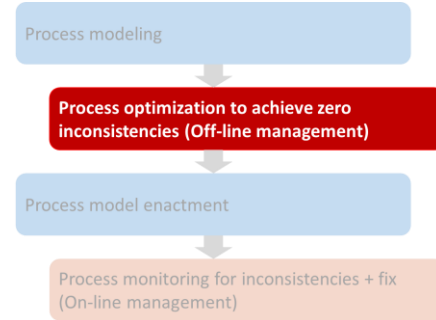 Process modeling
Process optimization to achieve zero
inconsistencies (Off-line management)
Process model enactment
Process monitoring for inconsistencies + fix
(On-line management)